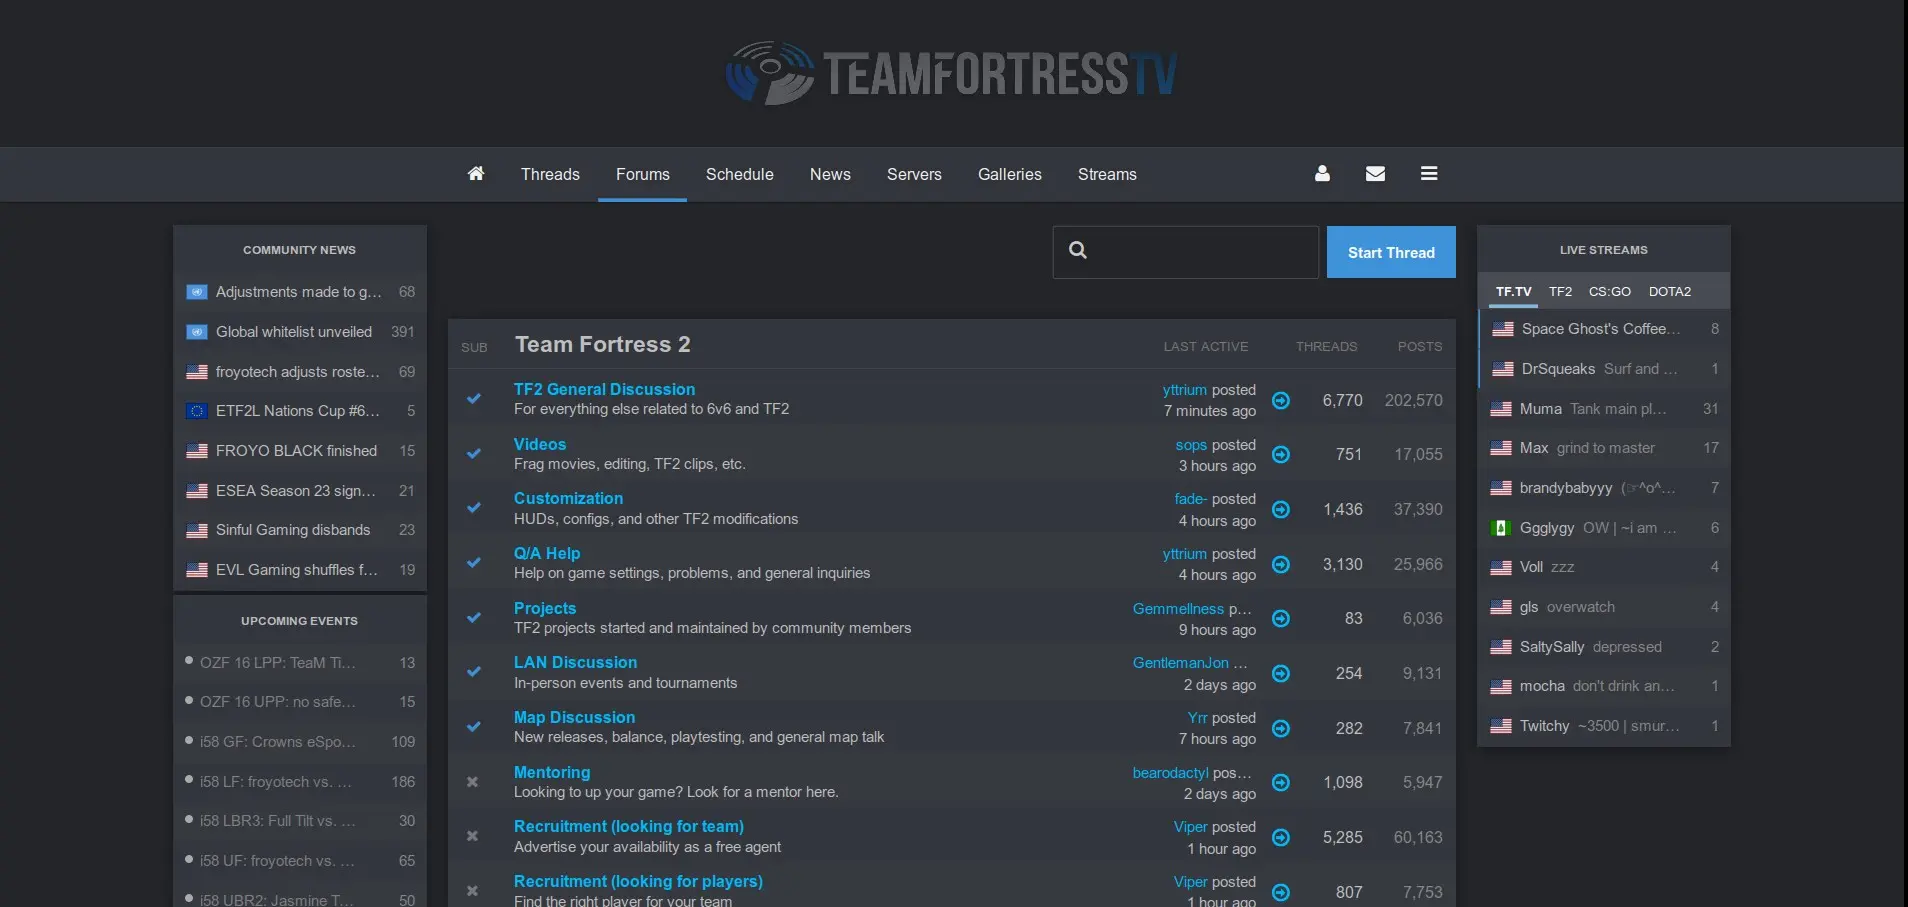 TEAMFORTRESSTV
Threads Forums Schedule News Servers Galleries Streams
Start Thread
COMMUNITY NEWS
Adjustments made to g... 68
Global whitelist unveiled 391
froyotech adjusts roste... 69
ETF2L Nations Cup #6... 5
FROYO BLACK finished 15
ESEA Season 23 sign... 21
Sinful Gaming disbands 23
EVL Gaming shuffles f... 19
UPCOMING EVENTS
OZF 16 LPP: TeaM Ti... 13
OZF 16 UPP: no safe... 15
i58 GF: Crowns eSpo... 109
i58 LF: froyotech vs. ... 186
i58 LBR3: Full Tilt vs. ... 30
i58 UF: froyotech vs. ... 65
i58 UBR2: Jasmine T... 50
SUB Team Fortress 2 LAST ACTIVE THREADS POSTS
TF2 General Discussion
For everything else related to 6v6 and TF2
yttrium posted
7 minutes ago
6,770 202,570
Videos
Frag movies, editing, TF2 clips, etc.
sops posted
3 hours ago
751 17,055
Customization
HUDs, configs, and other TF2 modifications
fade- posted
4 hours ago
1,436 37,390
Q/A Help
Help on game settings, problems, and general inquiries
yttrium posted
4 hours ago
3,130 25,966
Projects
TF2 projects started and maintained by community members
Gemmellness p...
9 hours ago
83 6,036
LAN Discussion
In-person events and tournaments
GentlemanJon ...
2 days ago
254 9,131
Map Discussion
New releases, balance, playtesting, and general map talk
Yrr posted
7 hours ago
282 7,841
Mentoring
Looking to up your game? Look for a mentor here.
bearodactyl pos...
2 days ago
1,098 5,947
Recruitment (looking for team)
Advertise your availability as a free agent
Viper posted
1 hour ago
5,285 60,163
Recruitment (looking for players)
Find the right player for your team
Viper posted
1 hour ago
807 7,753
LIVE STREAMS
TF.TV TF2 CS:GO DOTA2
Space Ghost's Coffee... 8
DrSqueaks Surf and ... 1
Muma Tank main pl... 31
Max grind to master 17
brandybabyyy (☞^o^... 7
Ggglygy OW | ~i am ... 6
Voll zzz 4
gls overwatch 4
SaltySally depressed 2
mocha don't drink an... 1
Twitchy ~3500 | smur... 1